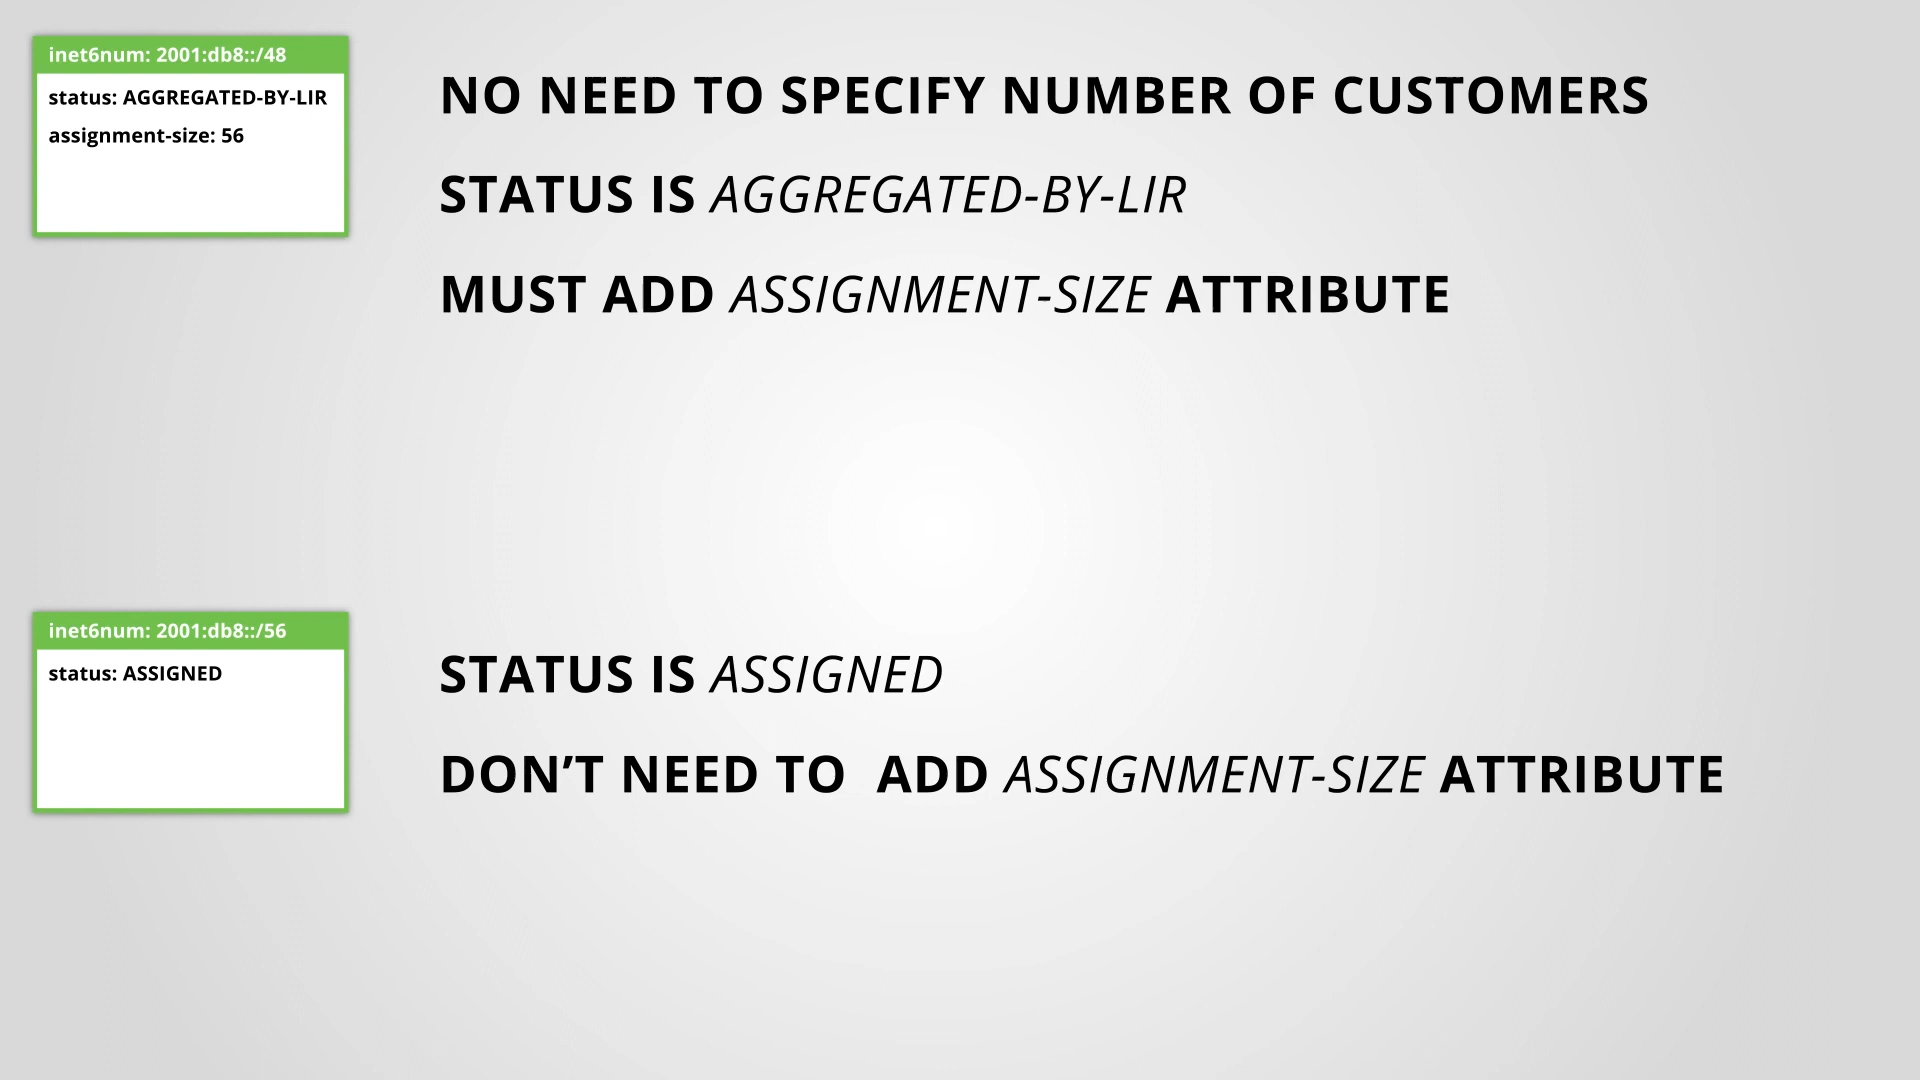 inet6num: 2001:db8::/48
status: AGGREGATED-BY-LIR
assignment-size: 56
NO NEED TO SPECIFY NUMBER OF CUSTOMERS
STATUS IS AGGREGATED-BY-LIR
MUST ADD ASSIGNMENT-SIZE ATTRIBUTE
inet6num: 2001:db8::/56
status: ASSIGNED
STATUS IS ASSIGNED
DON’T NEED TO  ADD ASSIGNMENT-SIZE ATTRIBUTE